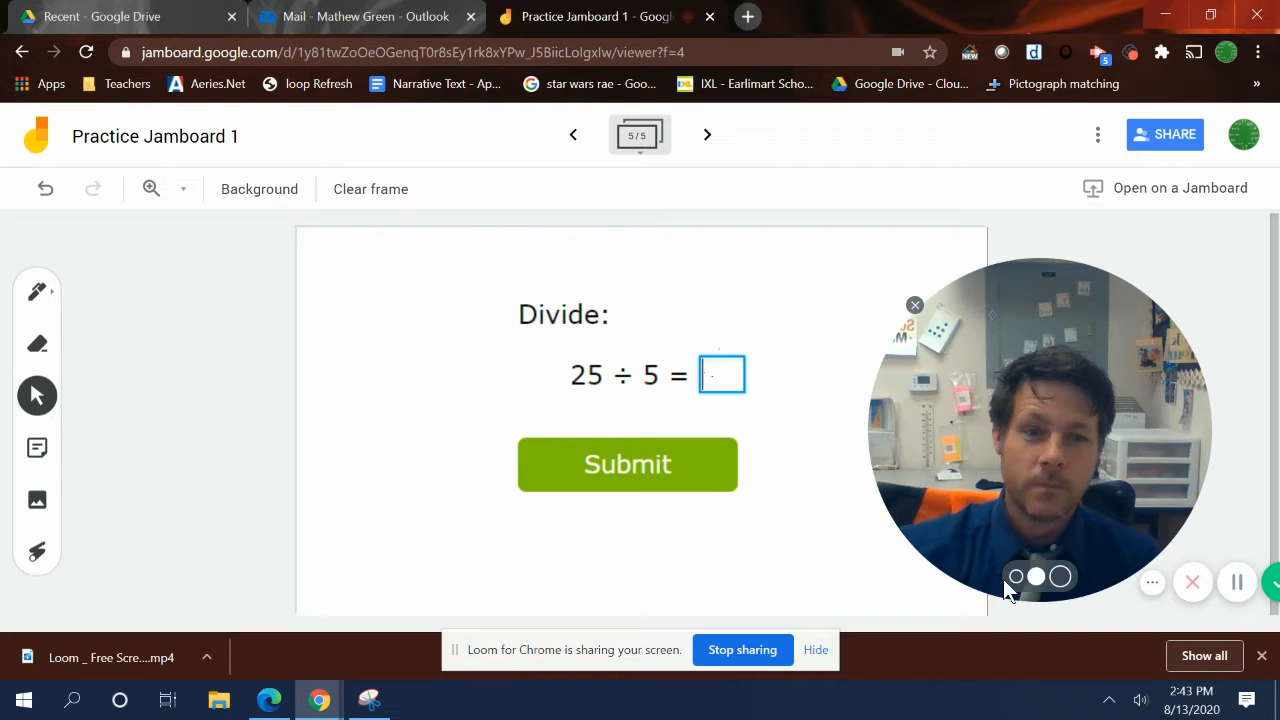 Recent - Google Drive
Mail - Mathew Green - Outlook
Practice Jamboard 1 - Googl
jamboard.google.com/d/1y81twZoOeOGenqT0r8sEy1rk8xYPwtJ5BiicLolgxlw/viewer?f=4
NEW
d
5
Apps
Teachers
Aeries.Net
loop Refresh
Narrative Text - Ap...
star wars rae - Goo...
IXL - Earlimart Scho...
Google Drive - Clou...
Pictograph matching
»
Practice Jamboard 1
5 / 5
SHARE
Background
Clear frame
Open on a Jamboard
Divide:
25 ÷ 5 =
Submit
Loom for Chrome is sharing your screen.
Stop sharing
Hide
Loom _ Free Scre....mp4
Show all
2:43 PM
8/13/2020